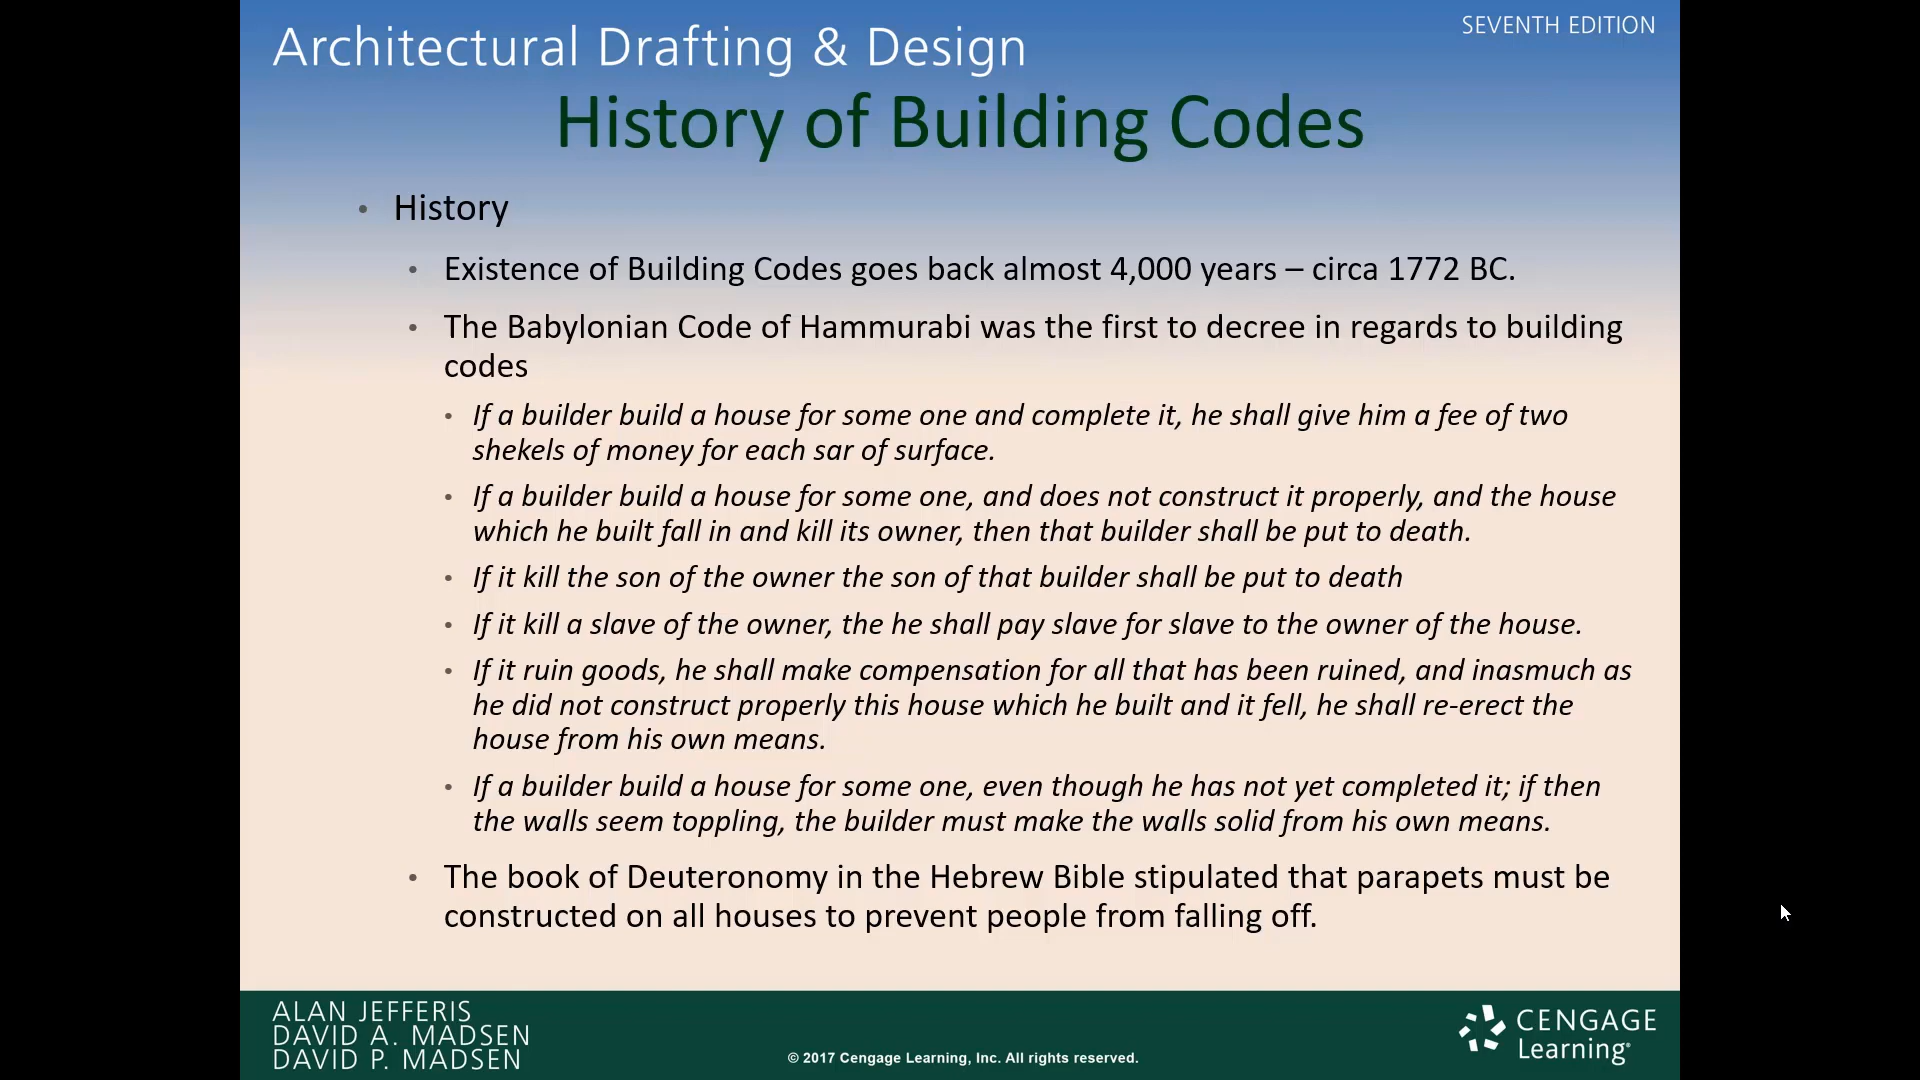 Architectural Drafting & Design
SEVENTH EDITION
History of Building Codes
• History
• Existence of Building Codes goes back almost 4,000 years – circa 1772 BC.
• The Babylonian Code of Hammurabi was the first to decree in regards to building
codes
• If a builder build a house for some one and complete it, he shall give him a fee of two
shekels of money for each sar of surface.
• If a builder build a house for some one, and does not construct it properly, and the house
which he built fall in and kill its owner, then that builder shall be put to death.
• If it kill the son of the owner the son of that builder shall be put to death
• If it kill a slave of the owner, the he shall pay slave for slave to the owner of the house.
• If it ruin goods, he shall make compensation for all that has been ruined, and inasmuch as
he did not construct properly this house which he built and it fell, he shall re-erect the
house from his own means.
• If a builder build a house for some one, even though he has not yet completed it; if then
the walls seem toppling, the builder must make the walls solid from his own means.
• The book of Deuteronomy in the Hebrew Bible stipulated that parapets must be
constructed on all houses to prevent people from falling off.
ALAN JEFFERIS
DAVID A. MADSEN
DAVID P. MADSEN
© 2017 Cengage Learning, Inc. All rights reserved.
CENGAGE
Learning®